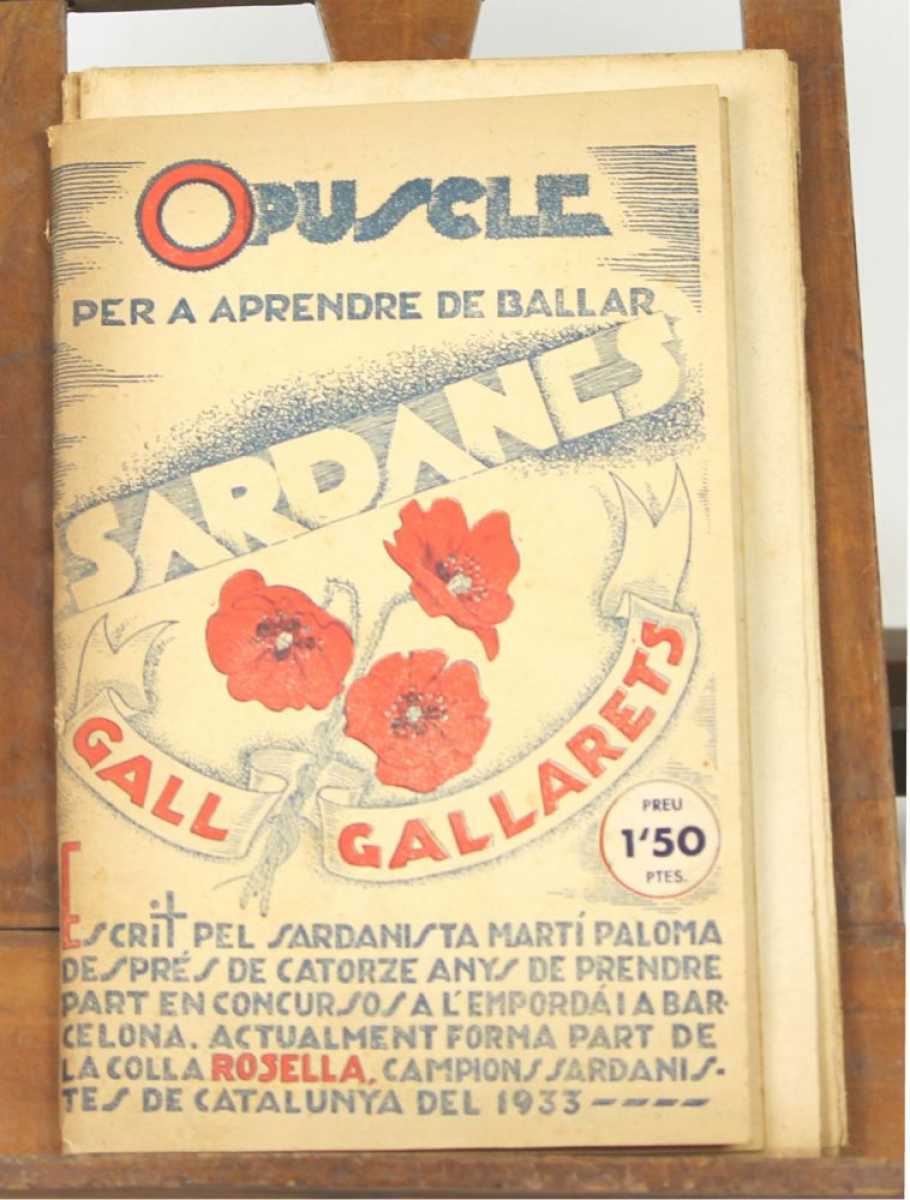 OPUSCLE
PER A APRENDRE DE BALLAR
SARDANES
GALL GALLARETS
PREU
1'50
PTES.
ESCRIT PEL SARDANISTA MARTÍ PALOMA
DESPRÉS DE CATORZE ANYS DE PRENDRE
PART EN CONCURSOS A L'EMPORDÁ I A BAR-
CELONA. ACTUALMENT FORMA PART DE
LA COLLA ROSELLA, CAMPIONS SARDANIS-
TES DE CATALUNYA DEL 1933 ----